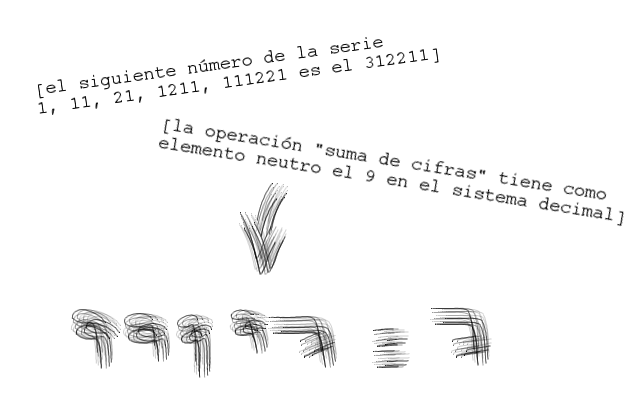 [el siguiente número de la serie
1, 11, 21, 1211, 111221 es el 312211]
[la operación "suma de cifras" tiene como
elemento neutro el 9 en el sistema decimal]
99997 ≡ 7